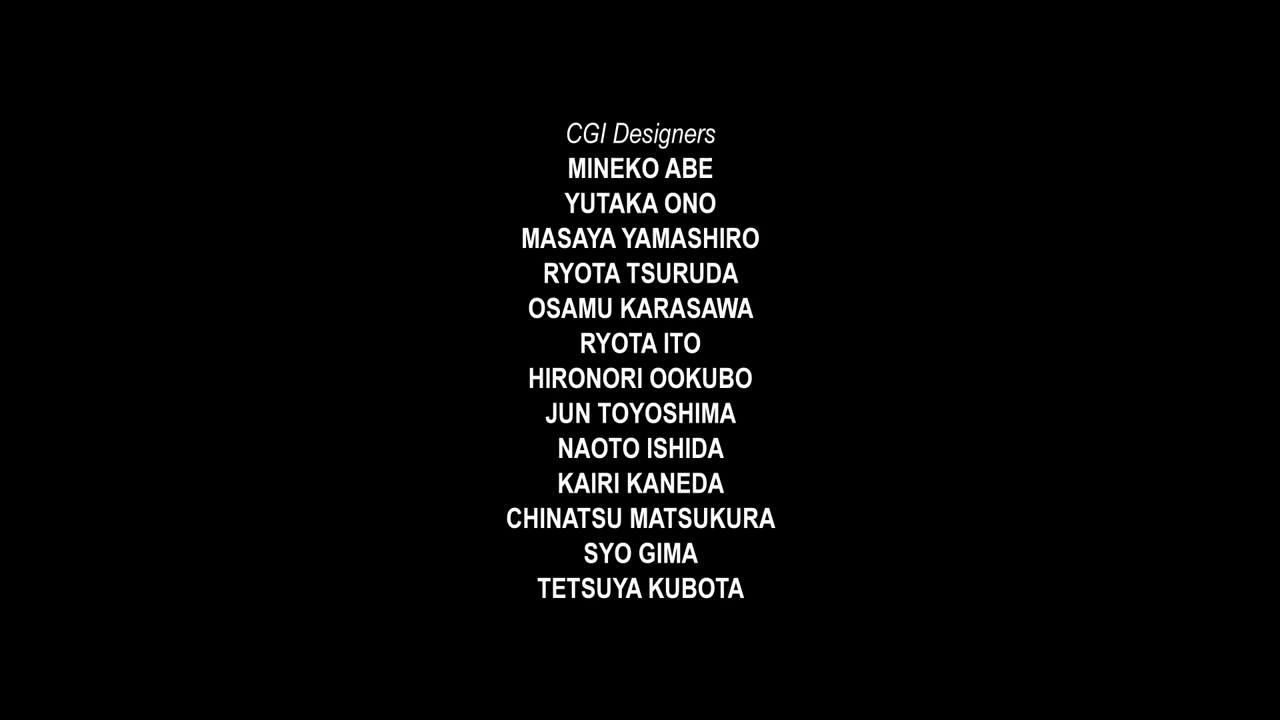 CGI Designers
MINEKO ABE
YUTAKA ONO
MASAYA YAMASHIRO
RYOTA TSURUDA
OSAMU KARASAWA
RYOTA ITO
HIRONORI OOKUBO
JUN TOYOSHIMA
NAOTO ISHIDA
KAIRI KANEDA
CHINATSU MATSUKURA
SYO GIMA
TETSUYA KUBOTA